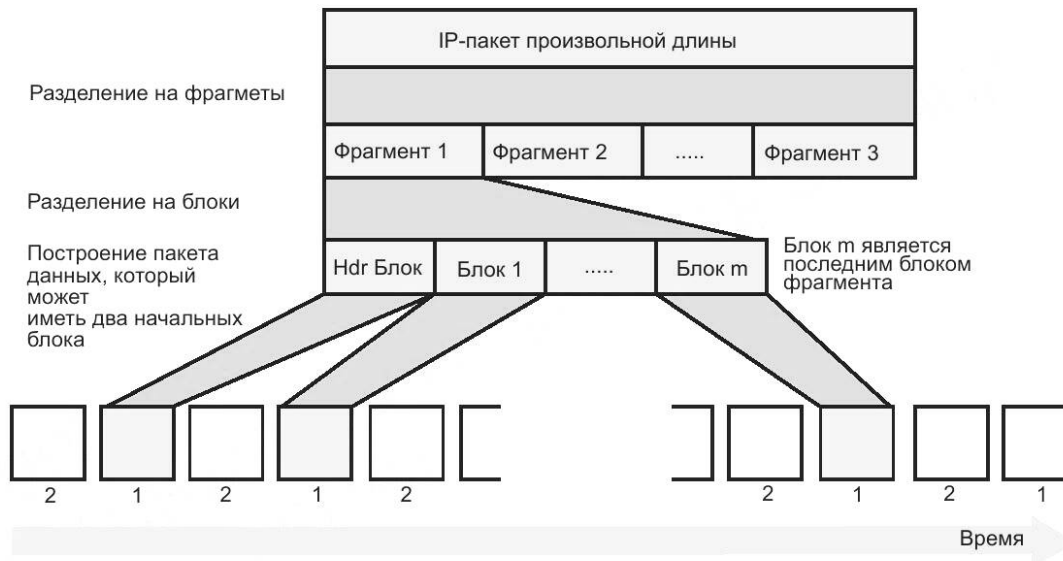 IP-пакет произвольной длины
Разделение на фрагметы
Фрагмент 1
Фрагмент 2
.....
Фрагмент 3
Разделение на блоки
Построение пакета
данных, который
может
иметь два начальных
блока
Hdr Блок
Блок 1
.....
Блок m
Блок m является
последним блоком
фрагмента
2
1
2
1
2
2
1
2
1
Время